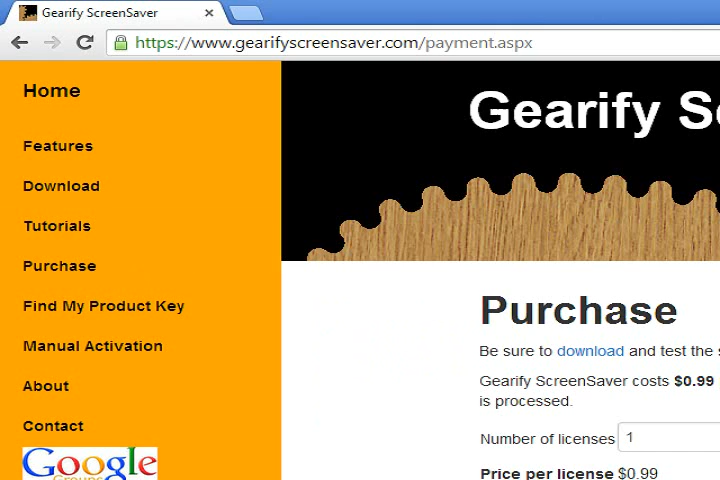 Gearify ScreenSaver
https://www.gearifyscreensaver.com/payment.aspx
Home
Features
Download
Tutorials
Purchase
Find My Product Key
Manual Activation
About
Contact
Google
Groups
Gearify
Purchase
Be sure to download and test the
Gearify ScreenSaver costs $0.99
is processed.
Number of licenses 1
Price per license $0.99